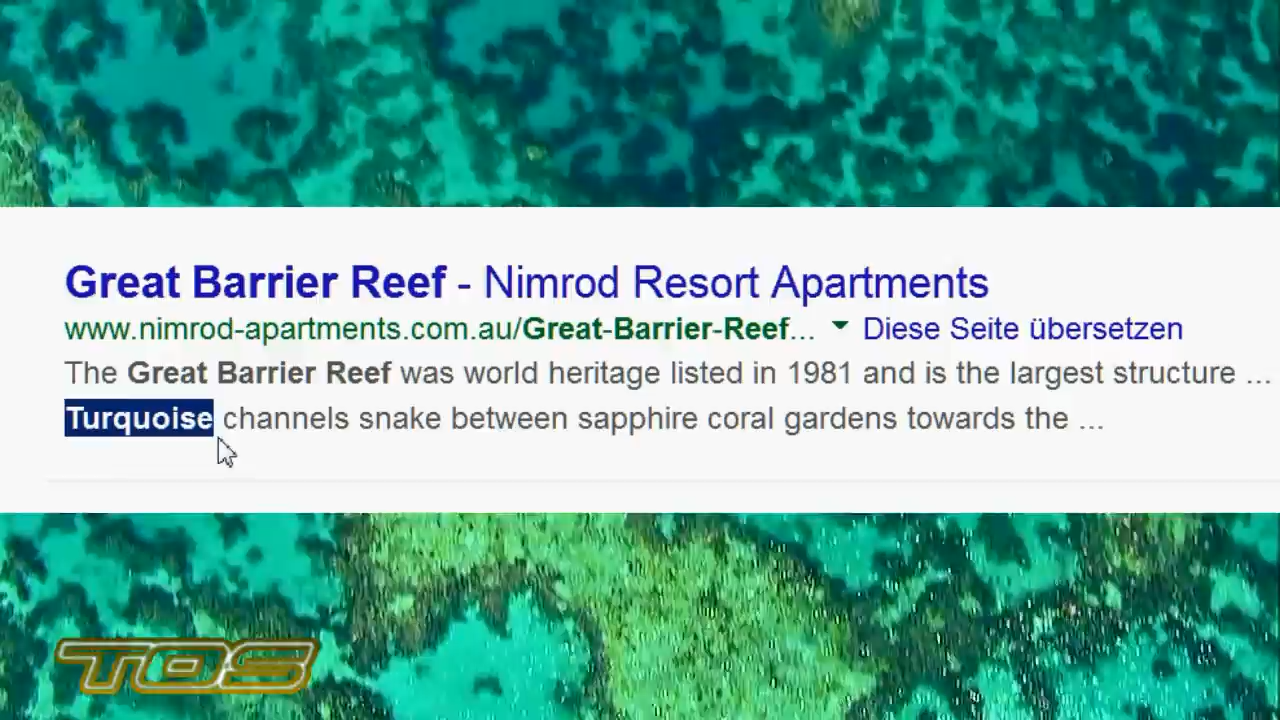 Great Barrier Reef - Nimrod Resort Apartments
www.nimrod-apartments.com.au/Great-Barrier-Reef... Diese Seite übersetzen
The Great Barrier Reef was world heritage listed in 1981 and is the largest structure ...
Turquoise channels snake between sapphire coral gardens towards the ...
TOS